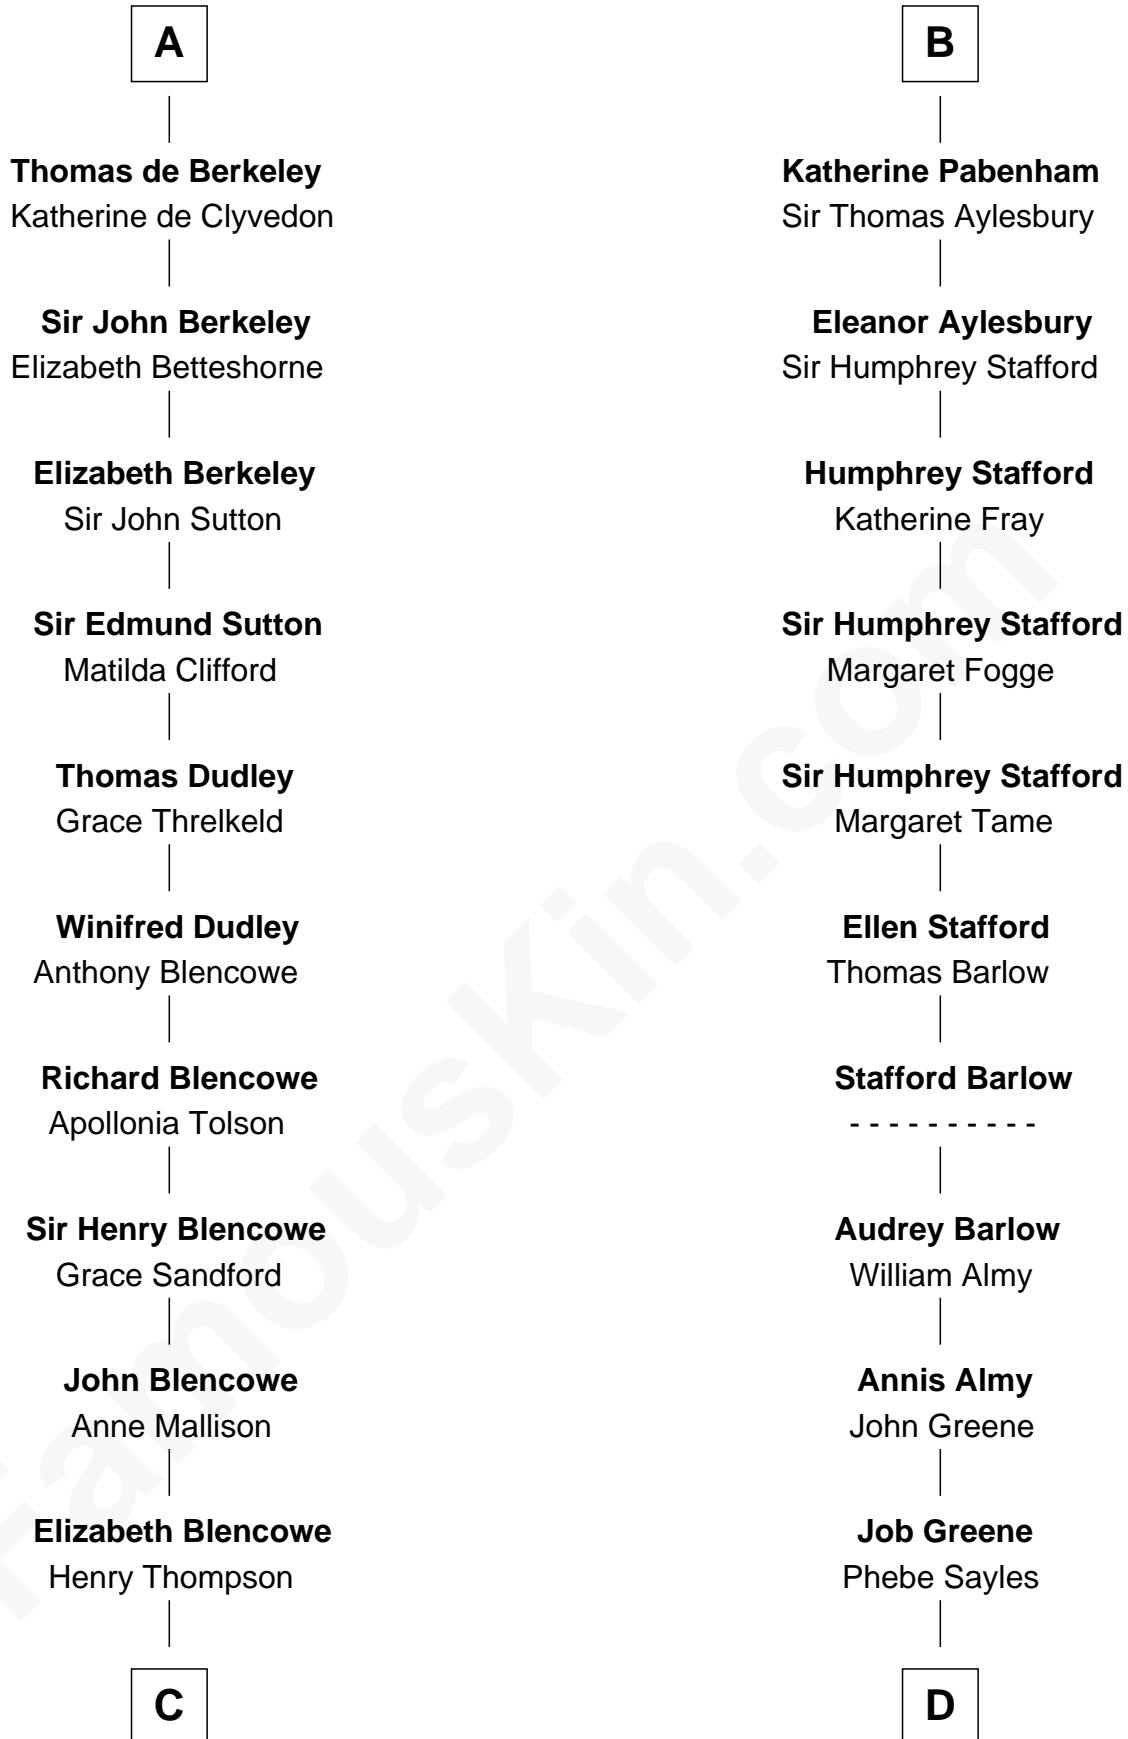 A
Thomas de Berkeley
Katherine de Clyvedon
Sir John Berkeley
Elizabeth Betteshorne
Elizabeth Berkeley
Sir John Sutton
Sir Edmund Sutton
Matilda Clifford
Thomas Dudley
Grace Threlkeld
Winifred Dudley
Anthony Blencowe
Richard Blencowe
Apollonia Tolson
Sir Henry Blencowe
Grace Sandford
John Blencowe
Anne Mallison
Elizabeth Blencowe
Henry Thompson
C
B
Katherine Pabenham
Sir Thomas Aylesbury
Eleanor Aylesbury
Sir Humphrey Stafford
Humphrey Stafford
Katherine Fray
Sir Humphrey Stafford
Margaret Fogge
Sir Humphrey Stafford
Margaret Tame
Ellen Stafford
Thomas Barlow
Stafford Barlow
- - - - - - - - - -
Audrey Barlow
William Almy
Annis Almy
John Greene
Job Greene
Phebe Sayles
D
FamousKin.com